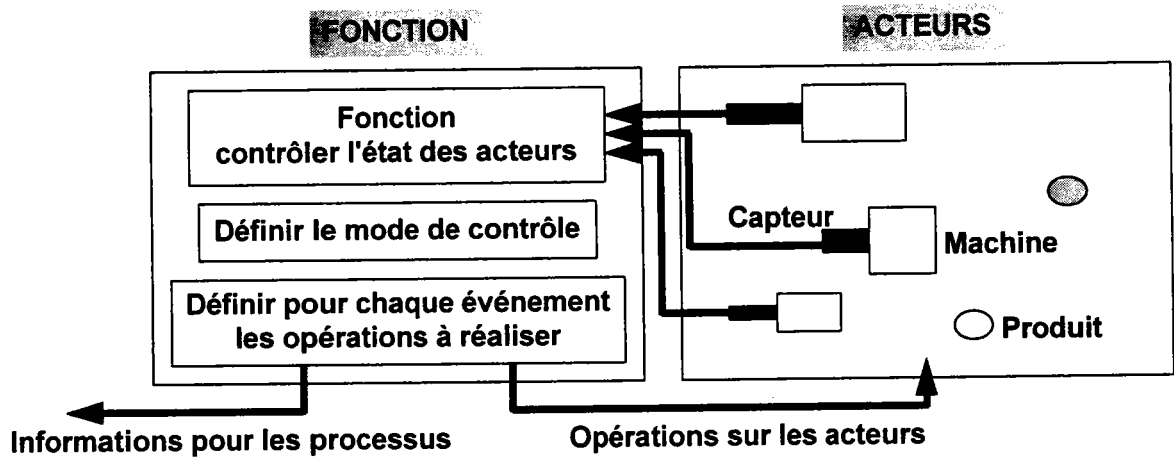 FONCTION
ACTEURS
Fonction
contrôler l'état des acteurs
Définir le mode de contrôle
Définir pour chaque événement
les opérations à réaliser
Capteur
Machine
Produit
Informations pour les processus
Opérations sur les acteurs